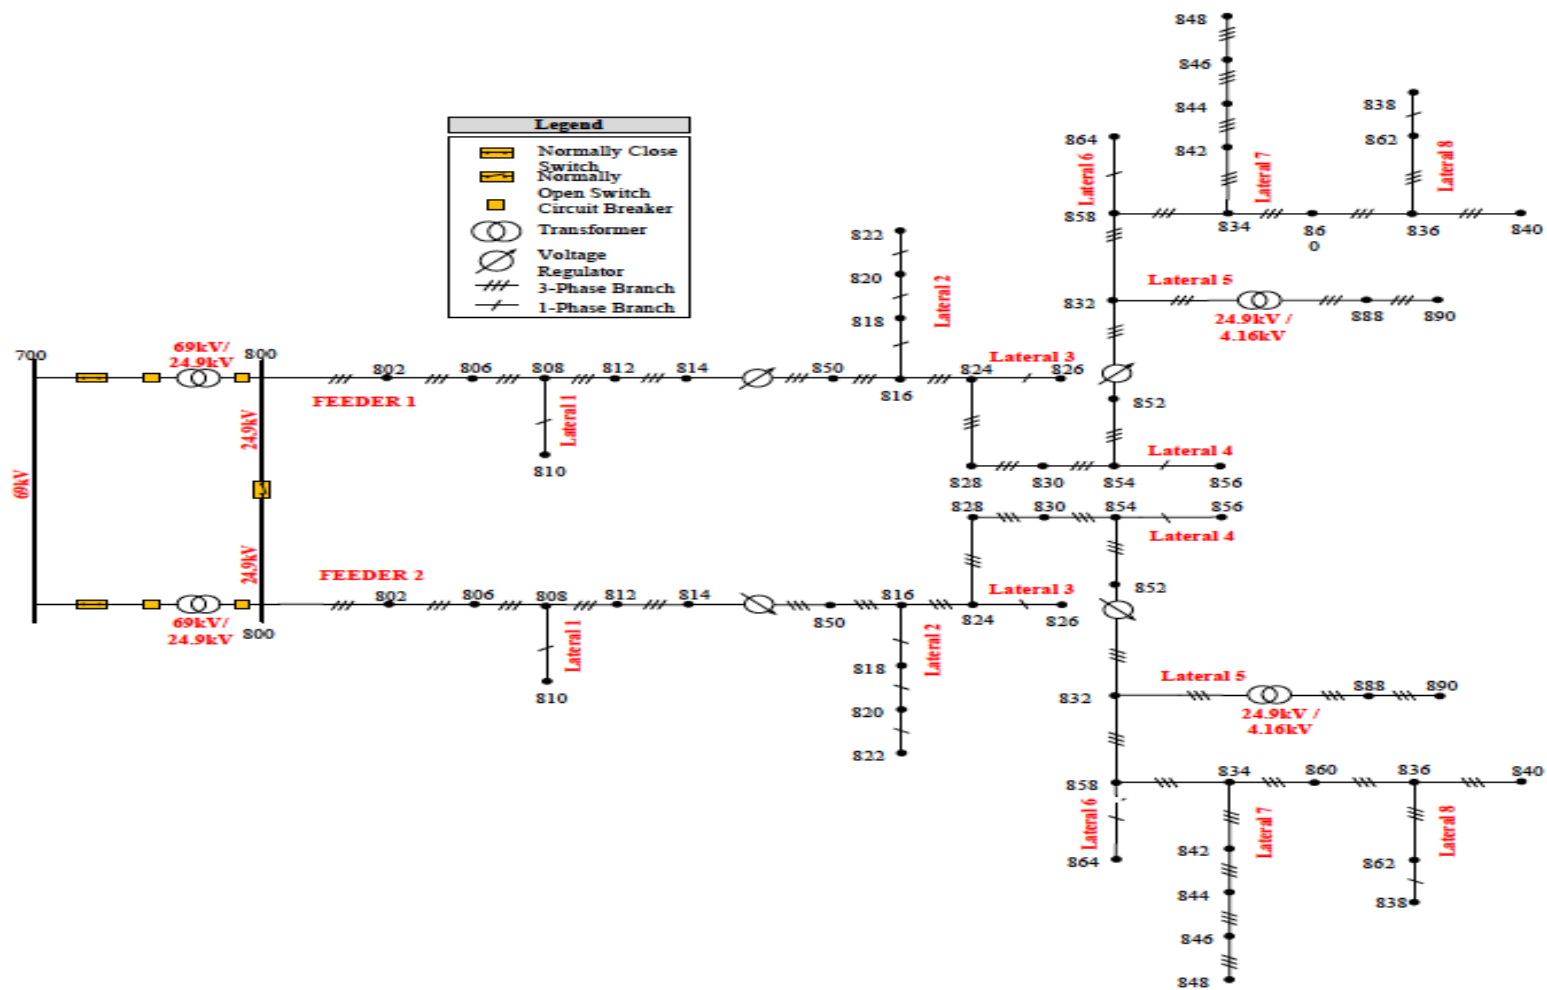 848
846
838
Legend
844
864
862
Normally Close
Switch
Normally
Open Switch
Circuit Breaker
Transformer
Voltage
Regulator
3-Phase Branch
1-Phase Branch
842
Lateral 6
Lateral 7
Lateral 8
858
834
86
0
836
840
822
820
818
Lateral 2
Lateral 5
832
24.9kV /
4.16kV
888
890
700
69kV/
24.9kV
800
802
806
808
812
814
850
816
824
Lateral 3
826
FEEDER 1
24.9kV
Lateral 1
810
852
Lateral 4
828
830
854
856
69kV
828
830
854
856
Lateral 4
24.9kV
FEEDER 2
802
806
808
812
814
850
816
824
Lateral 3
826
852
69kV/
24.9kV
800
Lateral 1
810
Lateral 2
818
820
822
Lateral 5
832
888
890
24.9kV /
4.16kV
858
834
860
836
840
Lateral 6
Lateral 7
Lateral 8
864
842
862
844
838
846
848